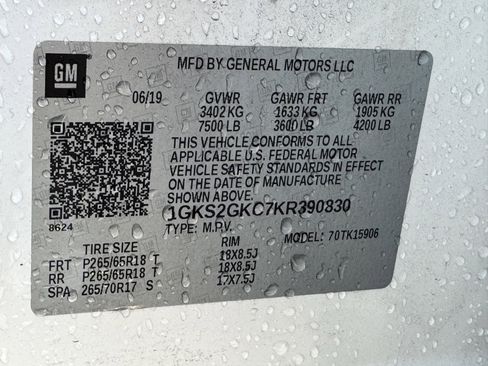 GM
MFD BY GENERAL MOTORS LLC
06/19 GVWR GAWR FRT GAWR RR
3402 KG 1633 KG 1905 KG
7500 LB 3600 LB 4200 LB
THIS VEHICLE CONFORMS TO ALL
APPLICABLE U.S. FEDERAL MOTOR
VEHICLE SAFETY STANDARDS IN EFFECT
ON THE DATE OF MANUFACTURE
SHOWN ABOVE.
1GKS2GKC7KR390830
8624 TYPE: M.P.V. MODEL: 70TK15906
TIRE SIZE RIM
FRT P265/65R18 T 18X8.5J
RR P265/65R18 T 18X8.5J
SPA 265/70R17 S 17X7.5J